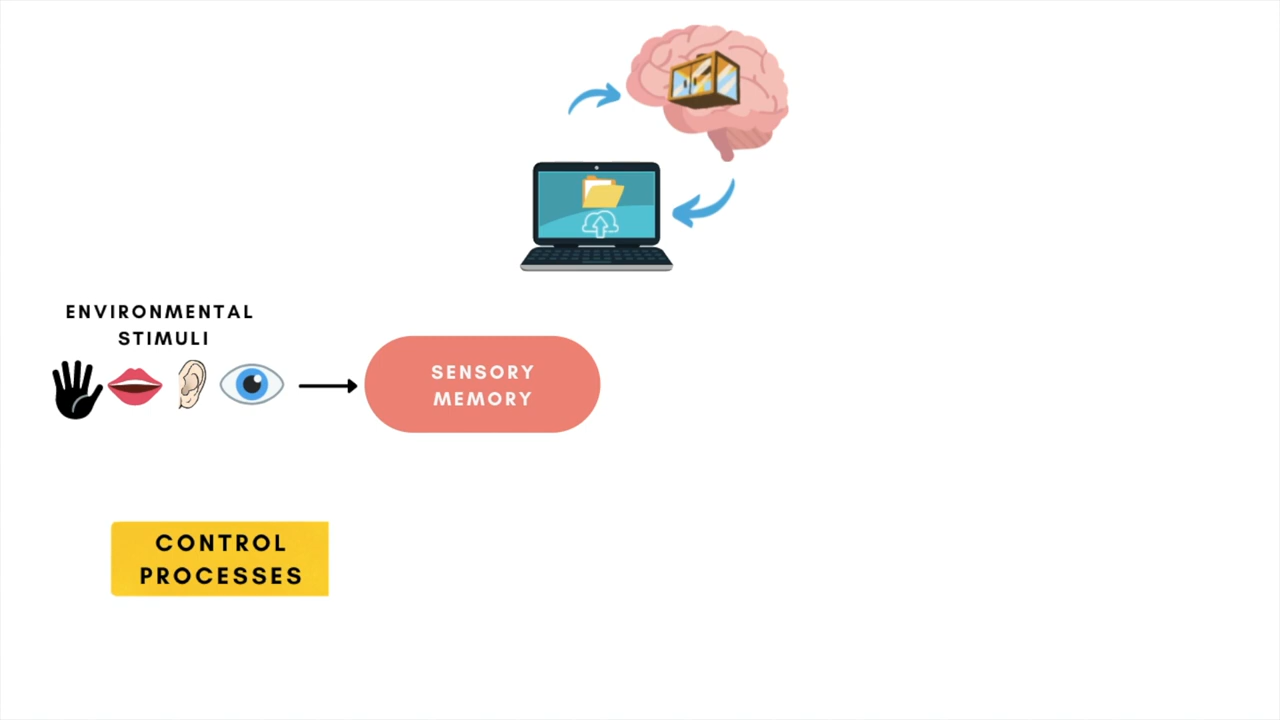 ENVIRONMENTAL
STIMULI
SENSORY
MEMORY
CONTROL
PROCESSES